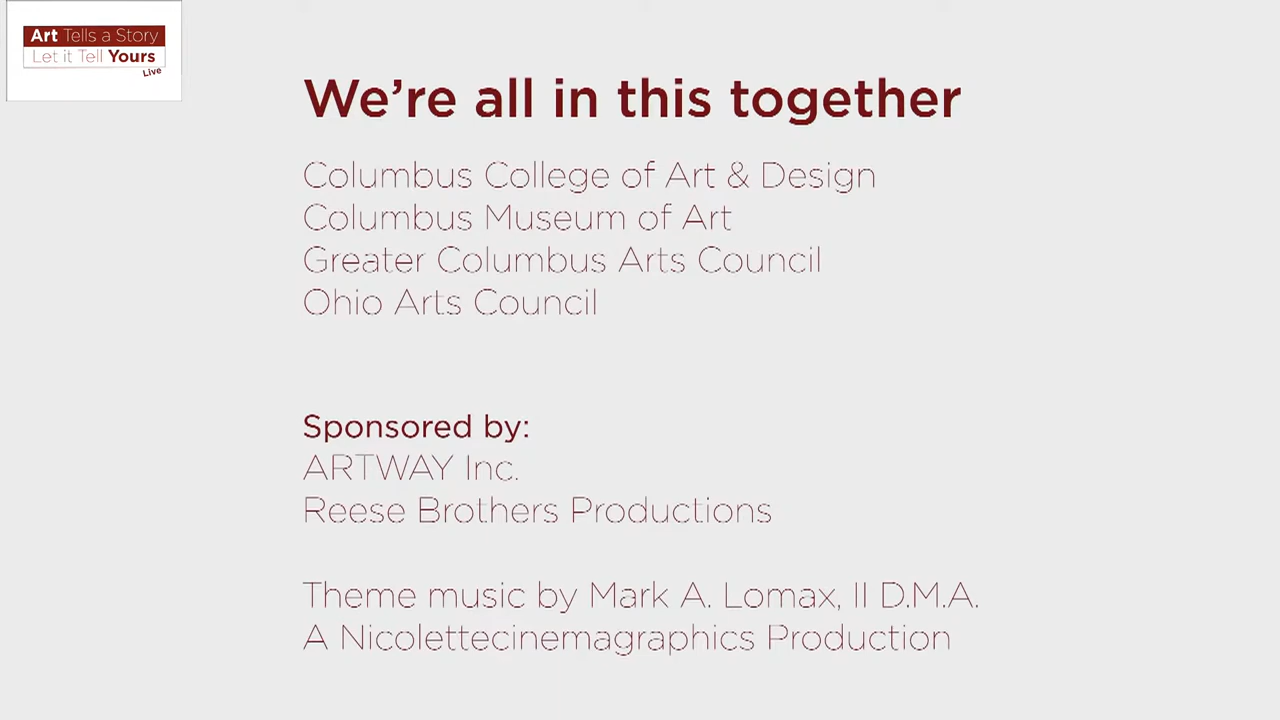 Art Tells a Story
Let it Tell Yours
Live
We're all in this together
Columbus College of Art & Design
Columbus Museum of Art
Greater Columbus Arts Council
Ohio Arts Council
Sponsored by:
ARTWAY Inc.
Reese Brothers Productions
Theme music by Mark A. Lomax, II D.M.A.
A Nicolettecinemagraphics Production